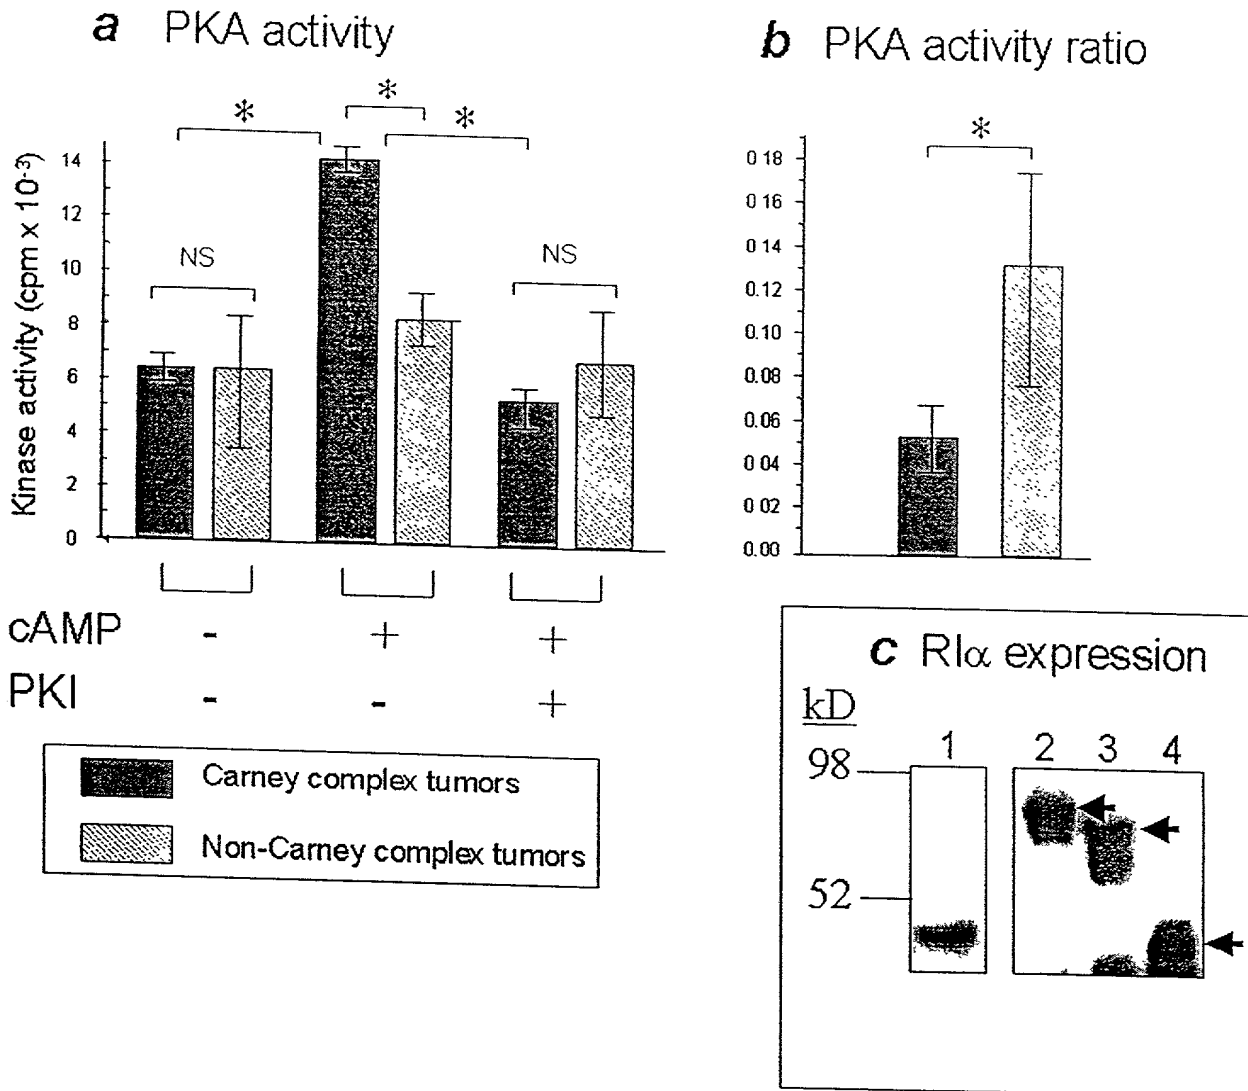 a PKA activity
*
*
*
NS
NS
Kinase activity (cpm x 10-3)
14
12
10
8
6
4
2
0
cAMP - + +
PKI - - +
Carney complex tumors
Non-Carney complex tumors
b PKA activity ratio
*
0 18
0 16
0 14
0.12
0.10
0.08
0.06
0 04
0.02
0.00
c RIα expression
kD
98
52
1 2 3 4